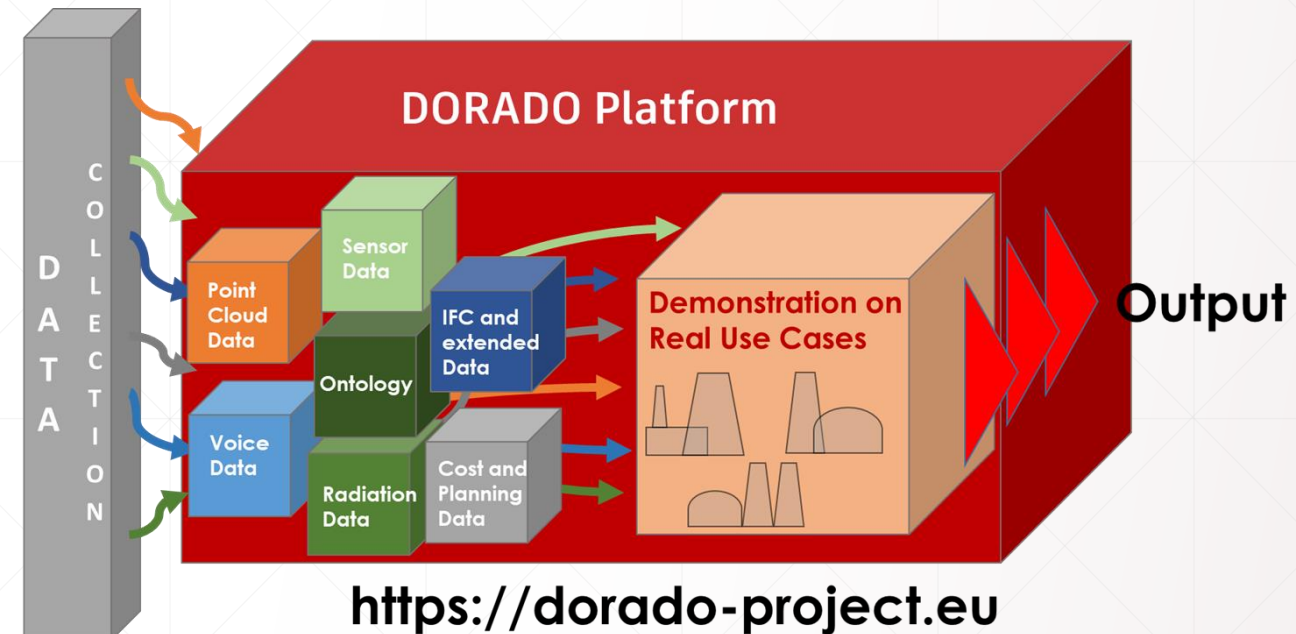 DATA
COLLECTION
DORADO Platform
Point
Cloud
Data
Sensor
Data
IFC and
extended
Data
Ontology
Voice
Data
Radiation
Data
Cost and
Planning
Data
Demonstration on
Real Use Cases
Output
https://dorado-project.eu